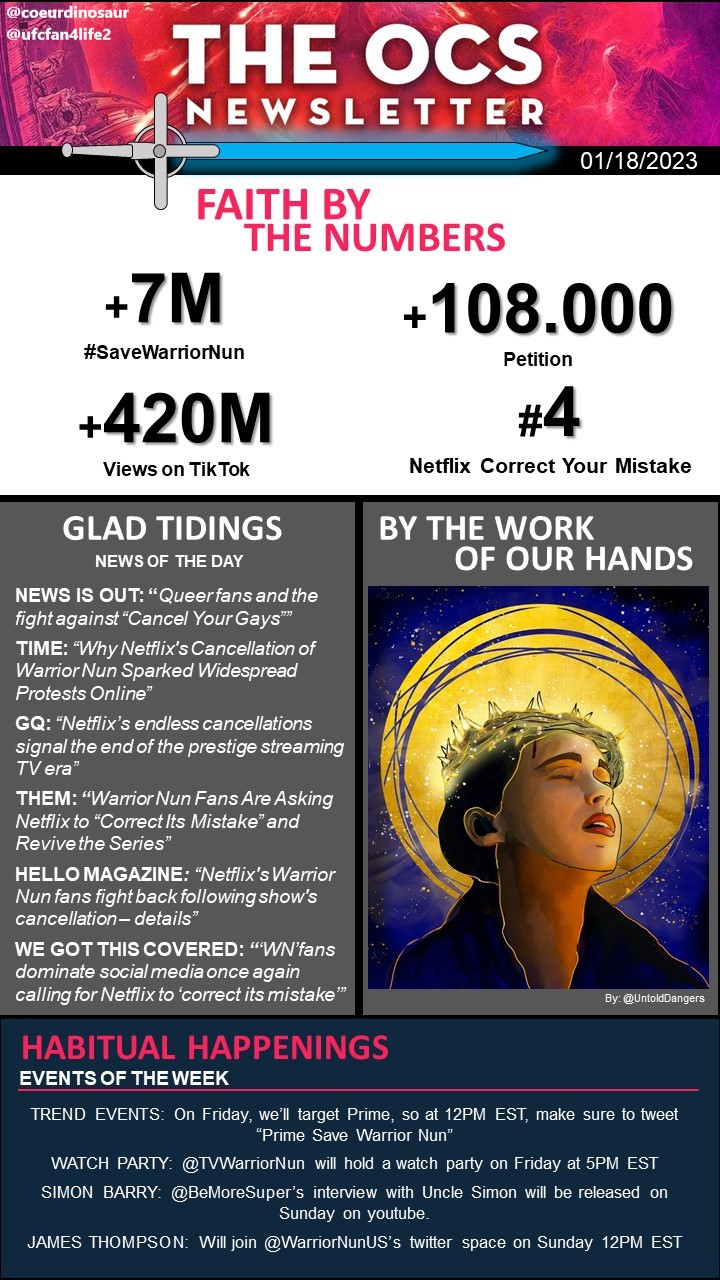 @coeurdinosaur
@ufcfan4life2
THE OCS
NEWSLETTER
01/18/2023
FAITH BY
THE NUMBERS
+7M
#SaveWarriorNun
+108.000
Petition
+420M
Views on TikTok
#4
Netflix Correct Your Mistake
GLAD TIDINGS
NEWS OF THE DAY
NEWS IS OUT: “Queer fans and the
fight against “Cancel Your Gays””
TIME: “Why Netflix's Cancellation of
Warrior Nun Sparked Widespread
Protests Online”
GQ: “Netflix’s endless cancellations
signal the end of the prestige streaming
TV era”
THEM: “Warrior Nun Fans Are Asking
Netflix to “Correct Its Mistake” and
Revive the Series”
HELLO MAGAZINE: “Netflix's Warrior
Nun fans fight back following show's
cancellation – details”
WE GOT THIS COVERED: “‘WN’ fans
dominate social media once again
calling for Netflix to ‘correct its mistake’”
BY THE WORK
OF OUR HANDS
By: @UntoldDangers
HABITUAL HAPPENINGS
EVENTS OF THE WEEK
TREND EVENTS: On Friday, we’ll target Prime, so at 12PM EST, make sure to tweet
“Prime Save Warrior Nun”
WATCH PARTY: @TVWarriorNun will hold a watch party on Friday at 5PM EST
SIMON BARRY: @BeMoreSuper’s interview with Uncle Simon will be released on
Sunday on youtube.
JAMES THOMPSON: Will join @WarriorNunUS’s twitter space on Sunday 12PM EST